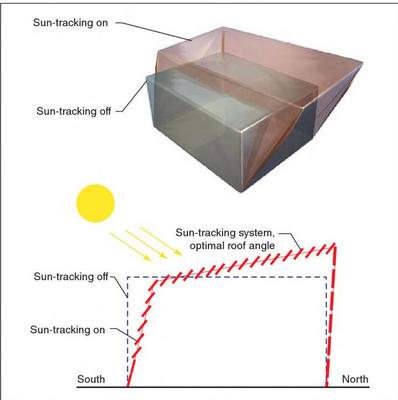 Sun-tracking on
Sun-tracking off
Sun-tracking system,
optimal roof angle
Sun-tracking off
Sun-tracking on
South
North